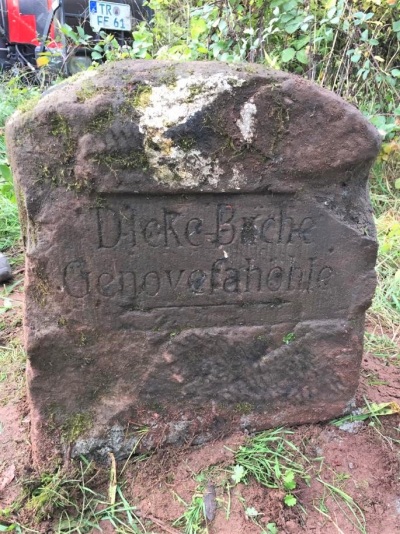 TR
FF 61
Dicke-Buche
Genovefahöhle